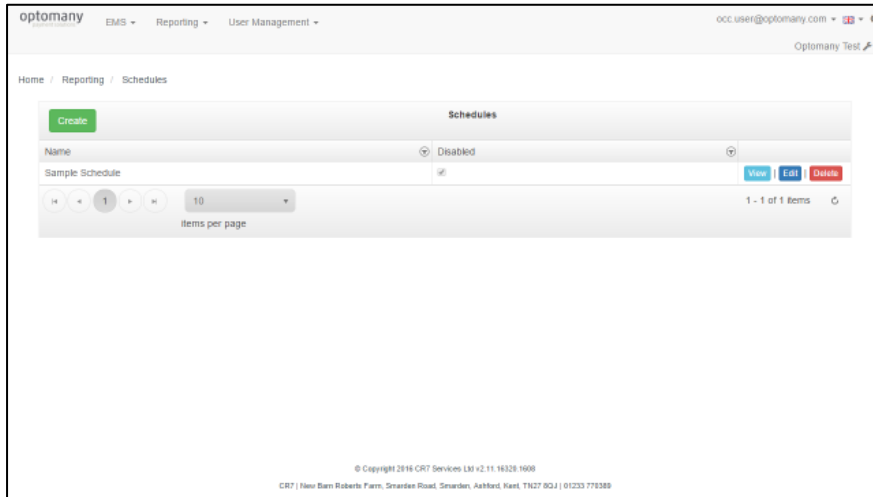 optomany
EMS Reporting User Management occ.user@optomany.com
Optomany Test
Home / Reporting / Schedules
Create Schedules
Name Disabled
Sample Schedule View | Edit | Delete
1 10 1 - 1 of 1 items
items per page
© Copyright 2016 CR7 Services Ltd v2.11.16320.1608
CR7 | New Barn Roberts Farm, Smarden Road, Smarden, Ashford, Kent, TN27 8QJ | 01233 770389